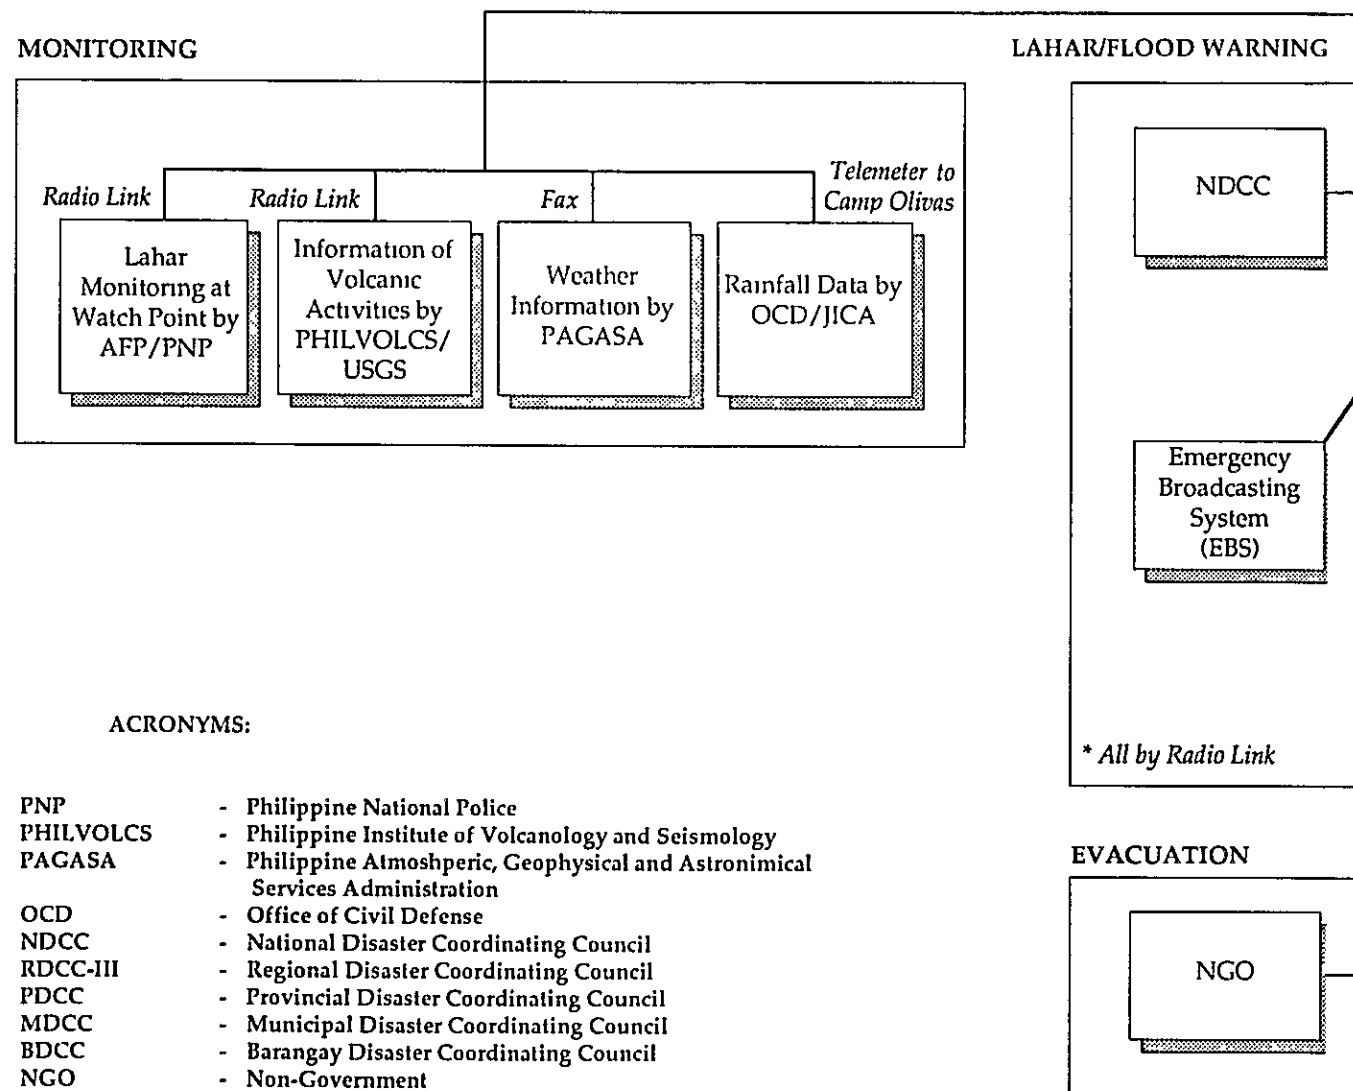 MONITORING
LAHAR/FLOOD WARNING
Radio Link
Radio Link
Fax
Telemeter to
Camp Olivas
Lahar
Monitoring at
Watch Point by
AFP/PNP
Information of
Volcanic
Activities by
PHILVOLCS/
USGS
Weather
Information by
PAGASA
Rainfall Data by
OCD/JICA
NDCC
Emergency
Broadcasting
System
(EBS)
* All by Radio Link
ACRONYMS:
PNP - Philippine National Police
PHILVOLCS - Philippine Institute of Volcanology and Seismology
PAGASA - Philippine Atmoshperic, Geophysical and Astronimical
Services Administration
OCD - Office of Civil Defense
NDCC - National Disaster Coordinating Council
RDCC-III - Regional Disaster Coordinating Council
PDCC - Provincial Disaster Coordinating Council
MDCC - Municipal Disaster Coordinating Council
BDCC - Barangay Disaster Coordinating Council
NGO - Non-Government
EVACUATION
NGO